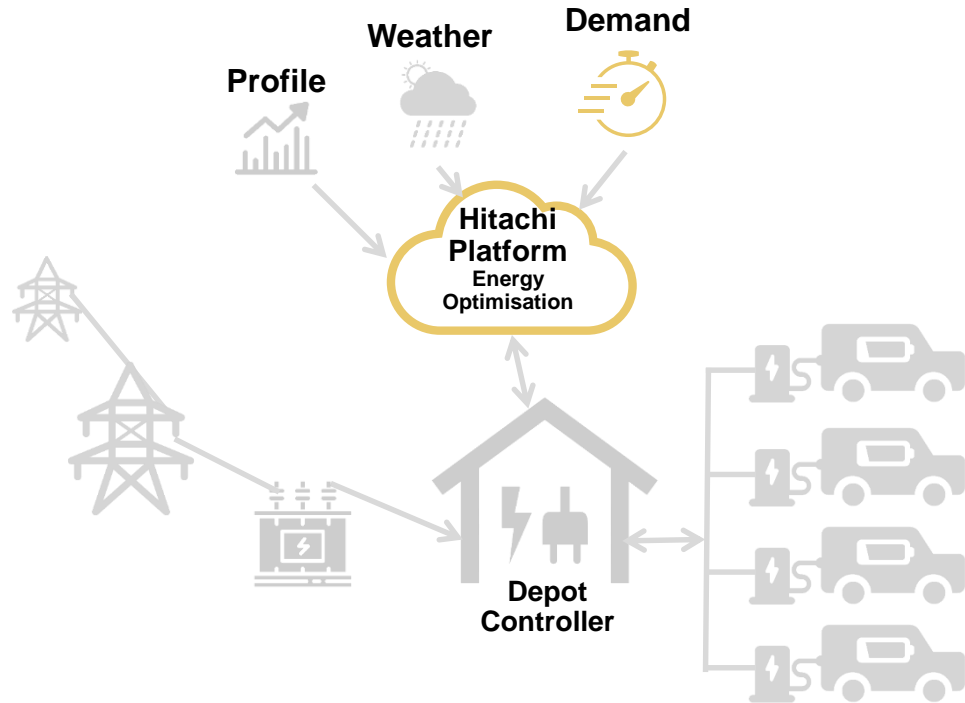 Demand
Weather
Profile
Hitachi
Platform
Energy
Optimisation
Depot
Controller